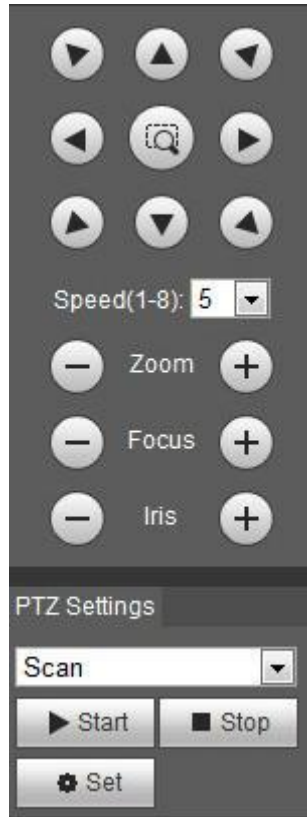 Speed(1-8): 5
Zoom
Focus
Iris
PTZ Settings
Scan
Start Stop
Set